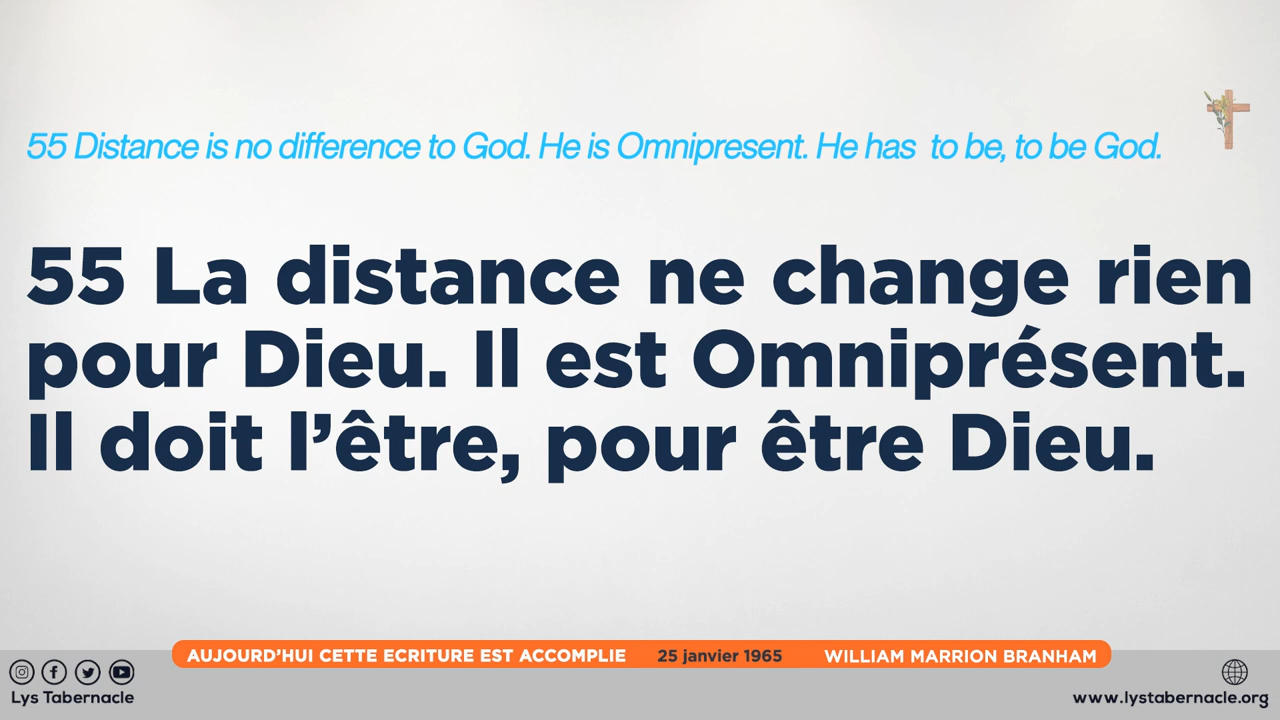 55 Distance is no difference to God. He is Omnipresent. He has to be, to be God.
55 La distance ne change rien
pour Dieu. Il est Omniprésent.
Il doit l’être, pour être Dieu.
AUJOURD’HUI CETTE ECRITURE EST ACCOMPLIE 25 janvier 1965 WILLIAM MARRION BRANHAM
Lys Tabernacle
www.lystabernacle.org